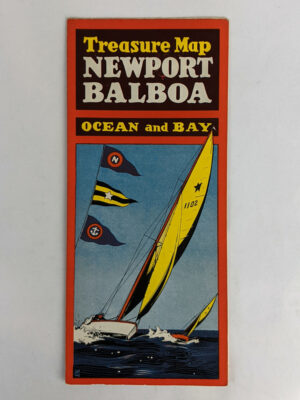 Treasure Map
NEWPORT
BALBOA
OCEAN and BAY
N
1102